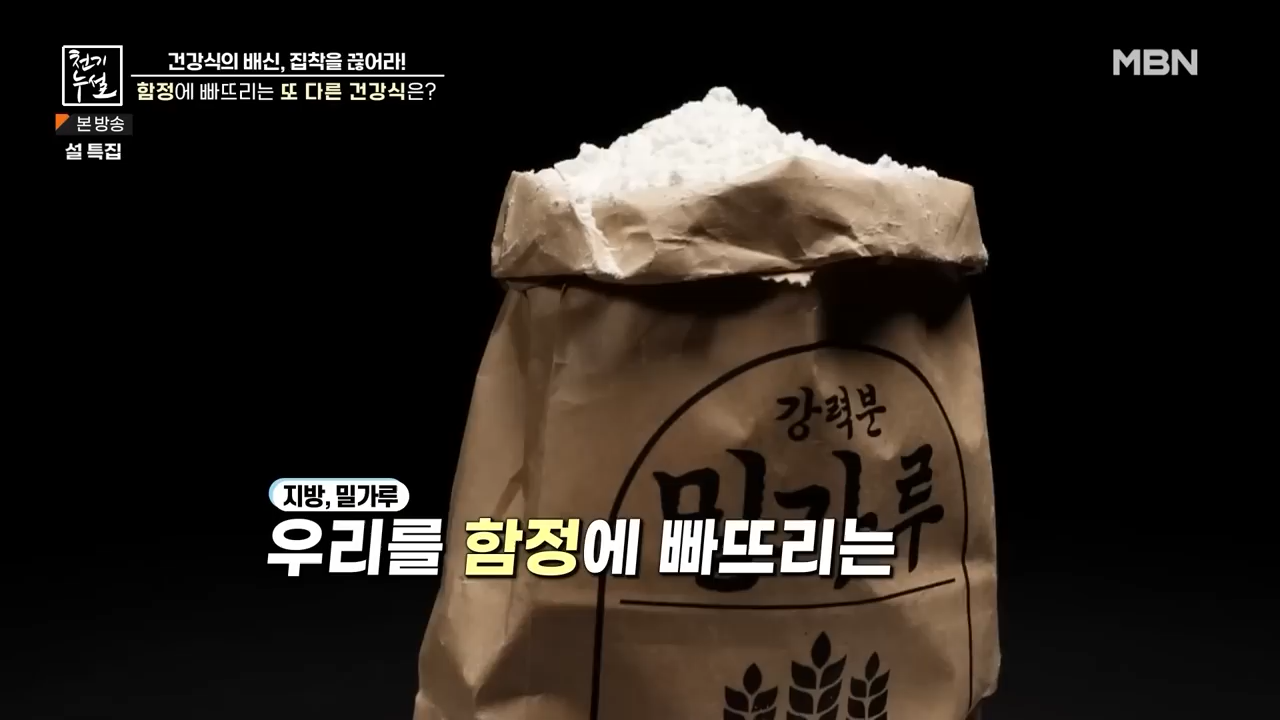 천기
누설
건강식의 배신, 집착을 끊어라!
함정에 빠뜨리는 또 다른 건강식은?
본 방송
설 특집
MBN
강력분
밀가루
지방, 밀가루
우리를 함정에 빠뜨리는